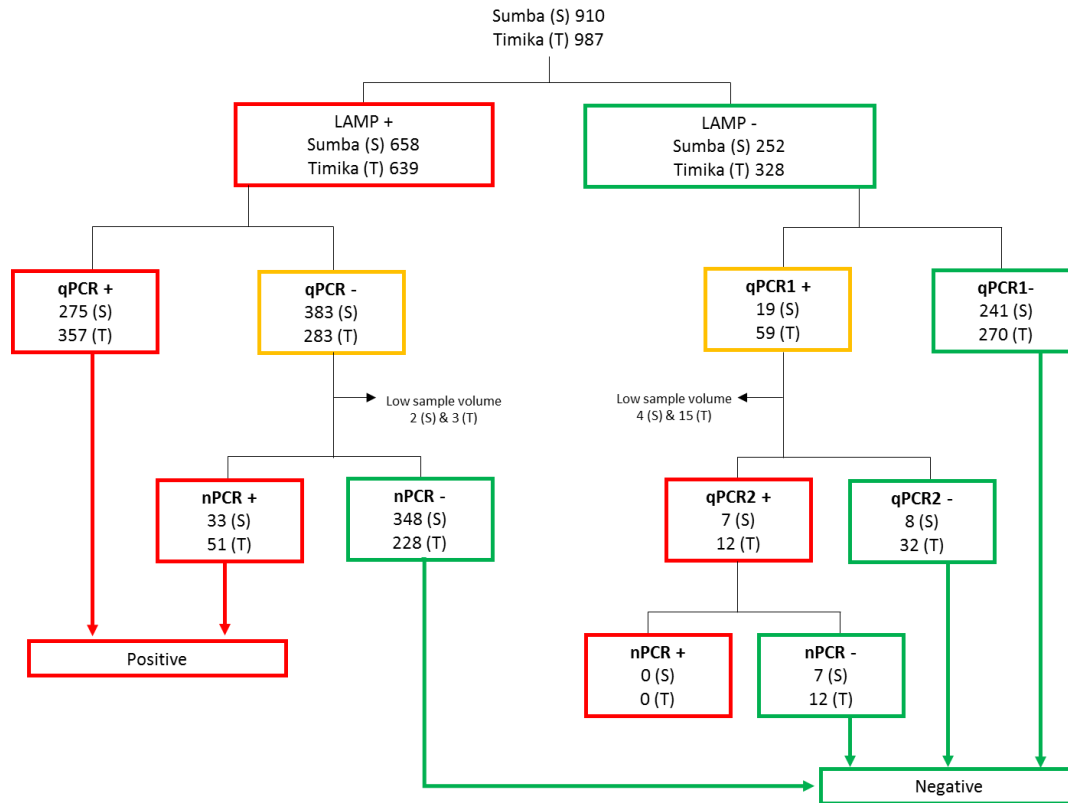 Sumba (S) 910
Timika (T) 987
LAMP +
Sumba (S) 658
Timika (T) 639
LAMP -
Sumba (S) 252
Timika (T) 328
qPCR +
275 (S)
357 (T)
qPCR -
383 (S)
283 (T)
qPCR1 +
19 (S)
59 (T)
qPCR1-
241 (S)
270 (T)
Low sample volume
2 (S) & 3 (T)
Low sample volume
4 (S) & 15 (T)
nPCR +
33 (S)
51 (T)
nPCR -
348 (S)
228 (T)
qPCR2 +
7 (S)
12 (T)
qPCR2 -
8 (S)
32 (T)
nPCR +
0 (S)
0 (T)
nPCR -
7 (S)
12 (T)
Positive
Negative